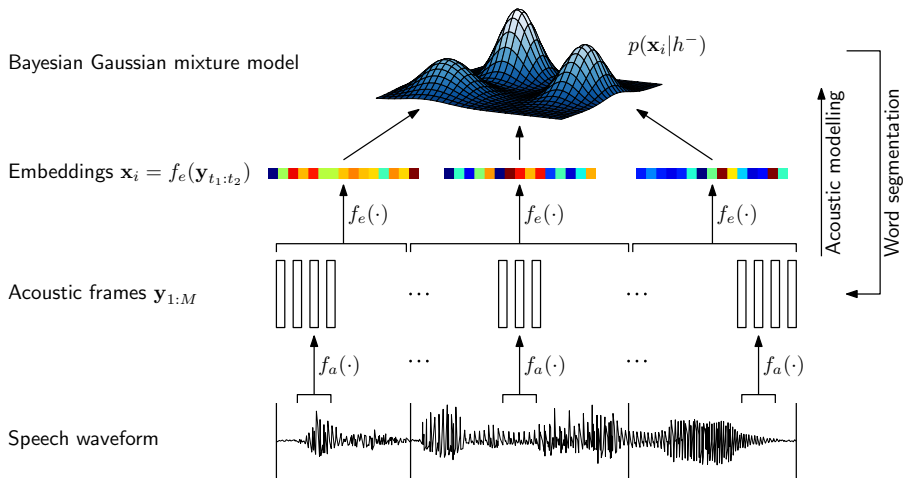 Bayesian Gaussian mixture model
p(x_i|h^−)
Embeddings x_i = f_e(y_{t_1:t_2})
f_e(·) f_e(·) f_e(·)
Acoustic frames y_{1:M}
··· ···
··· ···
f_a(·) f_a(·) f_a(·)
Speech waveform
Acoustic modelling
Word segmentation